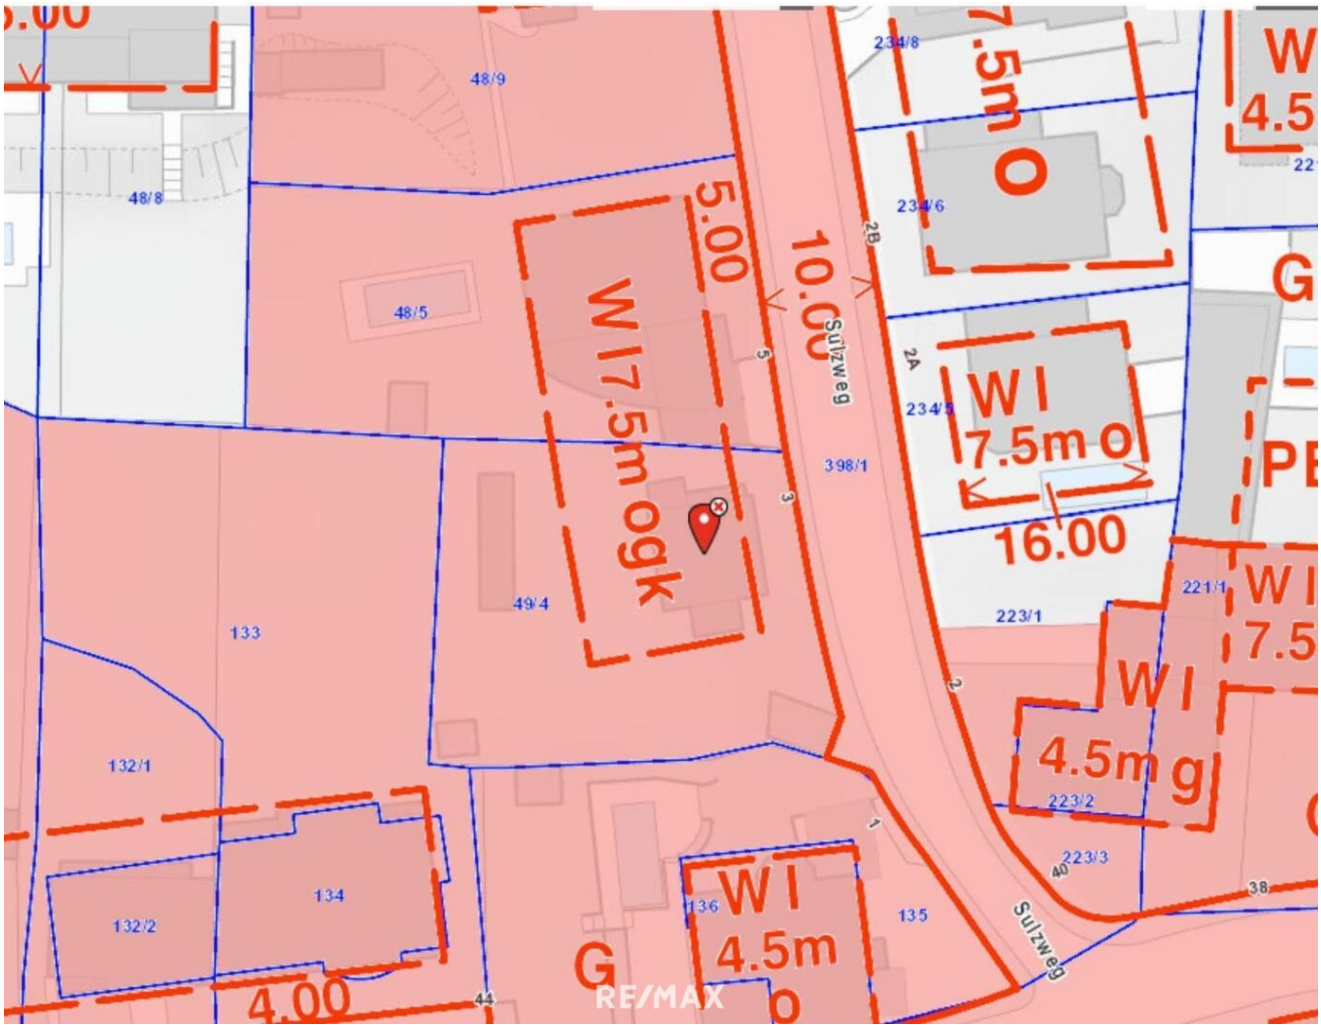 5.00
48/9
234/8
7.5m O
W
4.5
221
48/8
234/6
2B
5.00
10.00
G
48/5
Sulzweg
5
2A
W I
7.5m o
234/5
W I 7.5m ogk
398/1
PE
3
16.00
49/4
223/1
221/1
W I
7.5
133
2
W I
4.5m g
132/1
223/2
1
223/3
40
38
134
W I
4.5m
o
136
135
132/2
Sulzweg
G
4.00
44
RE/MAX